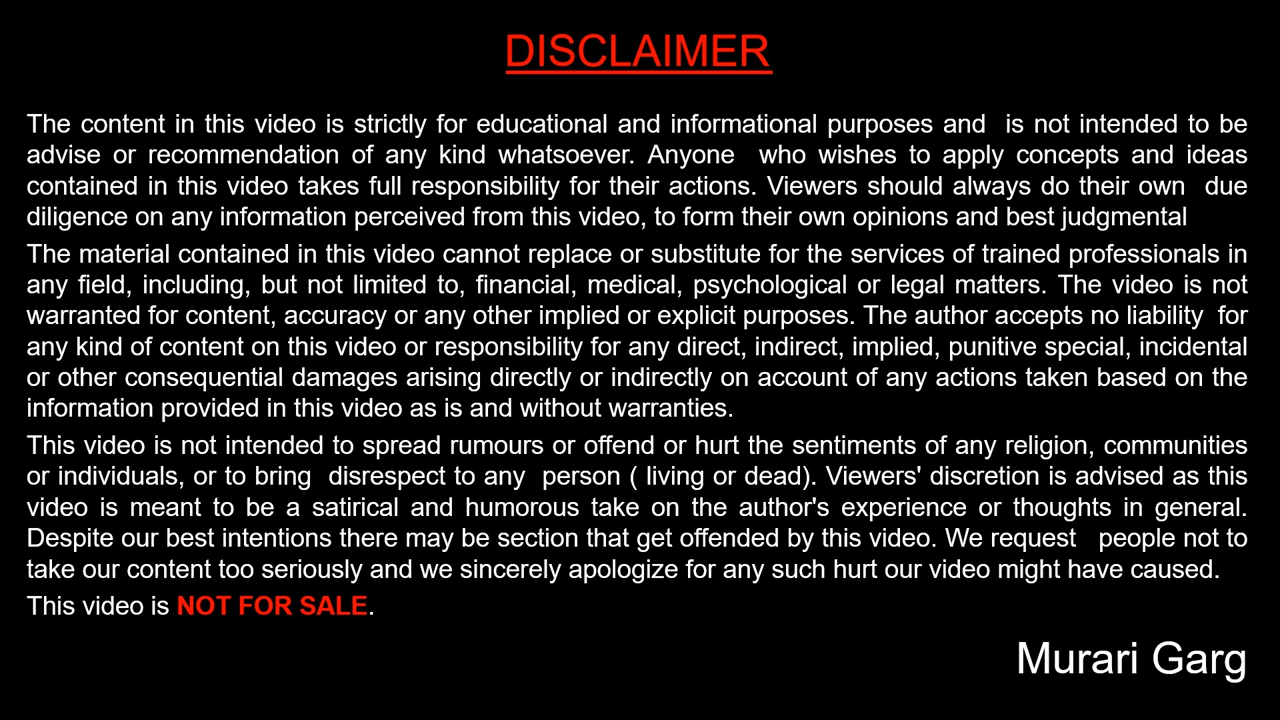 DISCLAIMER
The content in this video is strictly for educational and informational purposes and is not intended to be
advise or recommendation of any kind whatsoever. Anyone who wishes to apply concepts and ideas
contained in this video takes full responsibility for their actions. Viewers should always do their own due
diligence on any information perceived from this video, to form their own opinions and best judgmental
The material contained in this video cannot replace or substitute for the services of trained professionals in
any field, including, but not limited to, financial, medical, psychological or legal matters. The video is not
warranted for content, accuracy or any other implied or explicit purposes. The author accepts no liability for
any kind of content on this video or responsibility for any direct, indirect, implied, punitive special, incidental
or other consequential damages arising directly or indirectly on account of any actions taken based on the
information provided in this video as is and without warranties.
This video is not intended to spread rumours or offend or hurt the sentiments of any religion, communities
or individuals, or to bring disrespect to any person ( living or dead). Viewers' discretion is advised as this
video is meant to be a satirical and humorous take on the author's experience or thoughts in general.
Despite our best intentions there may be section that get offended by this video. We request people not to
take our content too seriously and we sincerely apologize for any such hurt our video might have caused.
This video is NOT FOR SALE.
Murari Garg